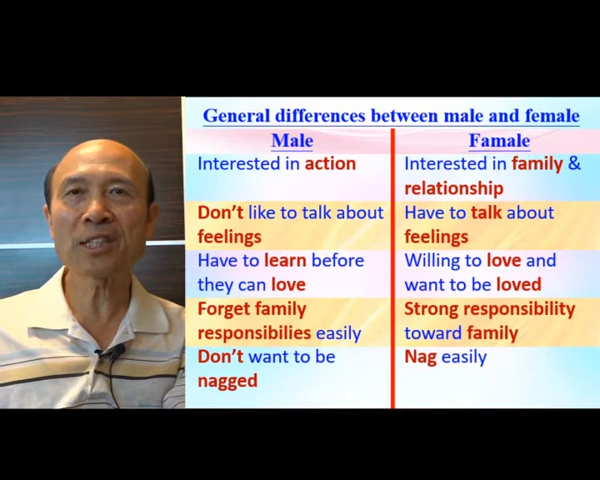 General differences between male and female
Male
Famale
Interested in action
Interested in family &
relationship
Don't like to talk about
feelings
Have to talk about
feelings
Have to learn before
they can love
Willing to love and
want to be loved
Forget family
responsibilies easily
Strong responsibility
toward family
Don't want to be
nagged
Nag easily